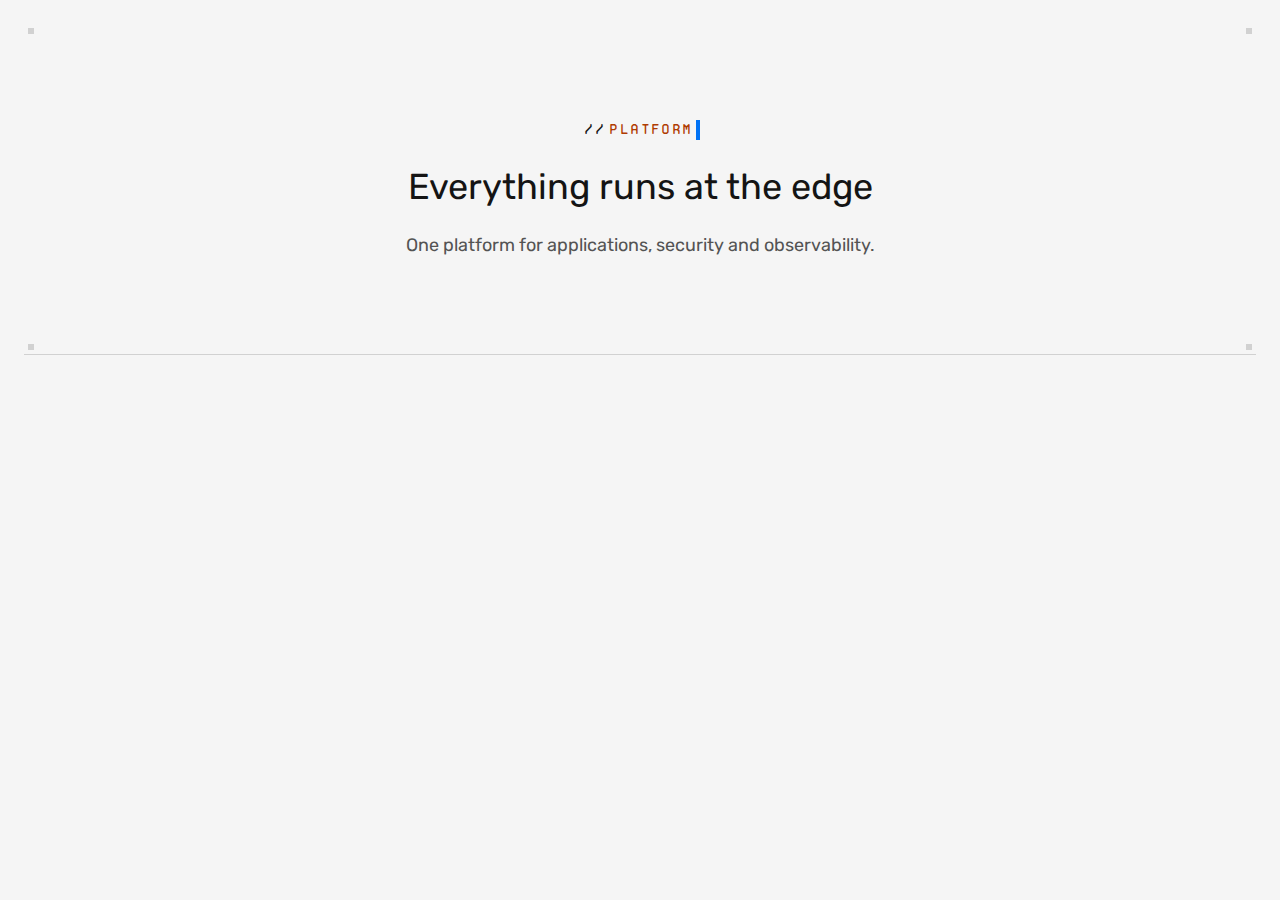 // PLATFORM
Everything runs at the edge
One platform for applications, security and observability.